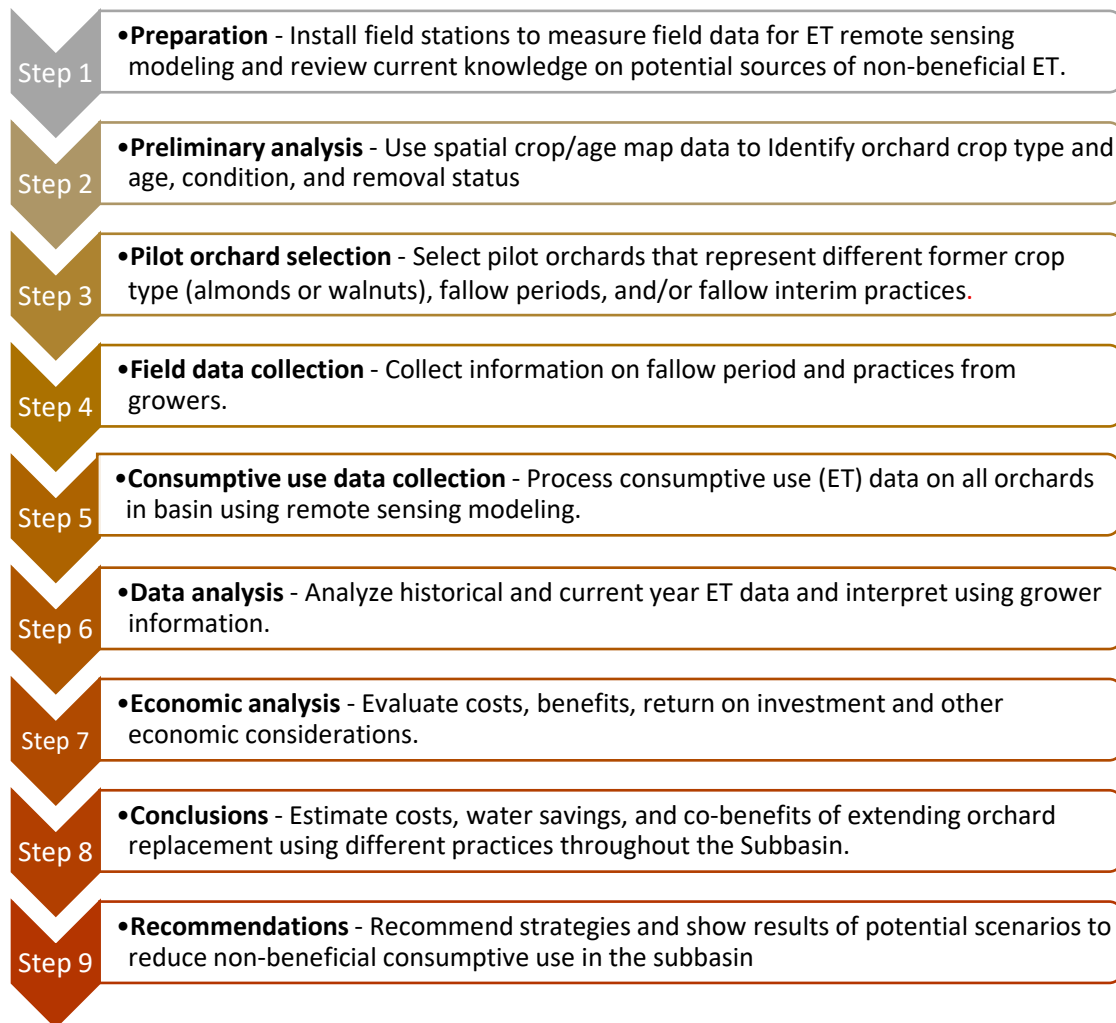 Step 1
•Preparation - Install field stations to measure field data for ET remote sensing
modeling and review current knowledge on potential sources of non-beneficial ET.
Step 2
•Preliminary analysis - Use spatial crop/age map data to Identify orchard crop type and
age, condition, and removal status
Step 3
•Pilot orchard selection - Select pilot orchards that represent different former crop
type (almonds or walnuts), fallow periods, and/or fallow interim practices.
Step 4
•Field data collection - Collect information on fallow period and practices from
growers.
Step 5
•Consumptive use data collection - Process consumptive use (ET) data on all orchards
in basin using remote sensing modeling.
Step 6
•Data analysis - Analyze historical and current year ET data and interpret using grower
information.
Step 7
•Economic analysis - Evaluate costs, benefits, return on investment and other
economic considerations.
Step 8
•Conclusions - Estimate costs, water savings, and co-benefits of extending orchard
replacement using different practices throughout the Subbasin.
Step 9
•Recommendations - Recommend strategies and show results of potential scenarios to
reduce non-beneficial consumptive use in the subbasin